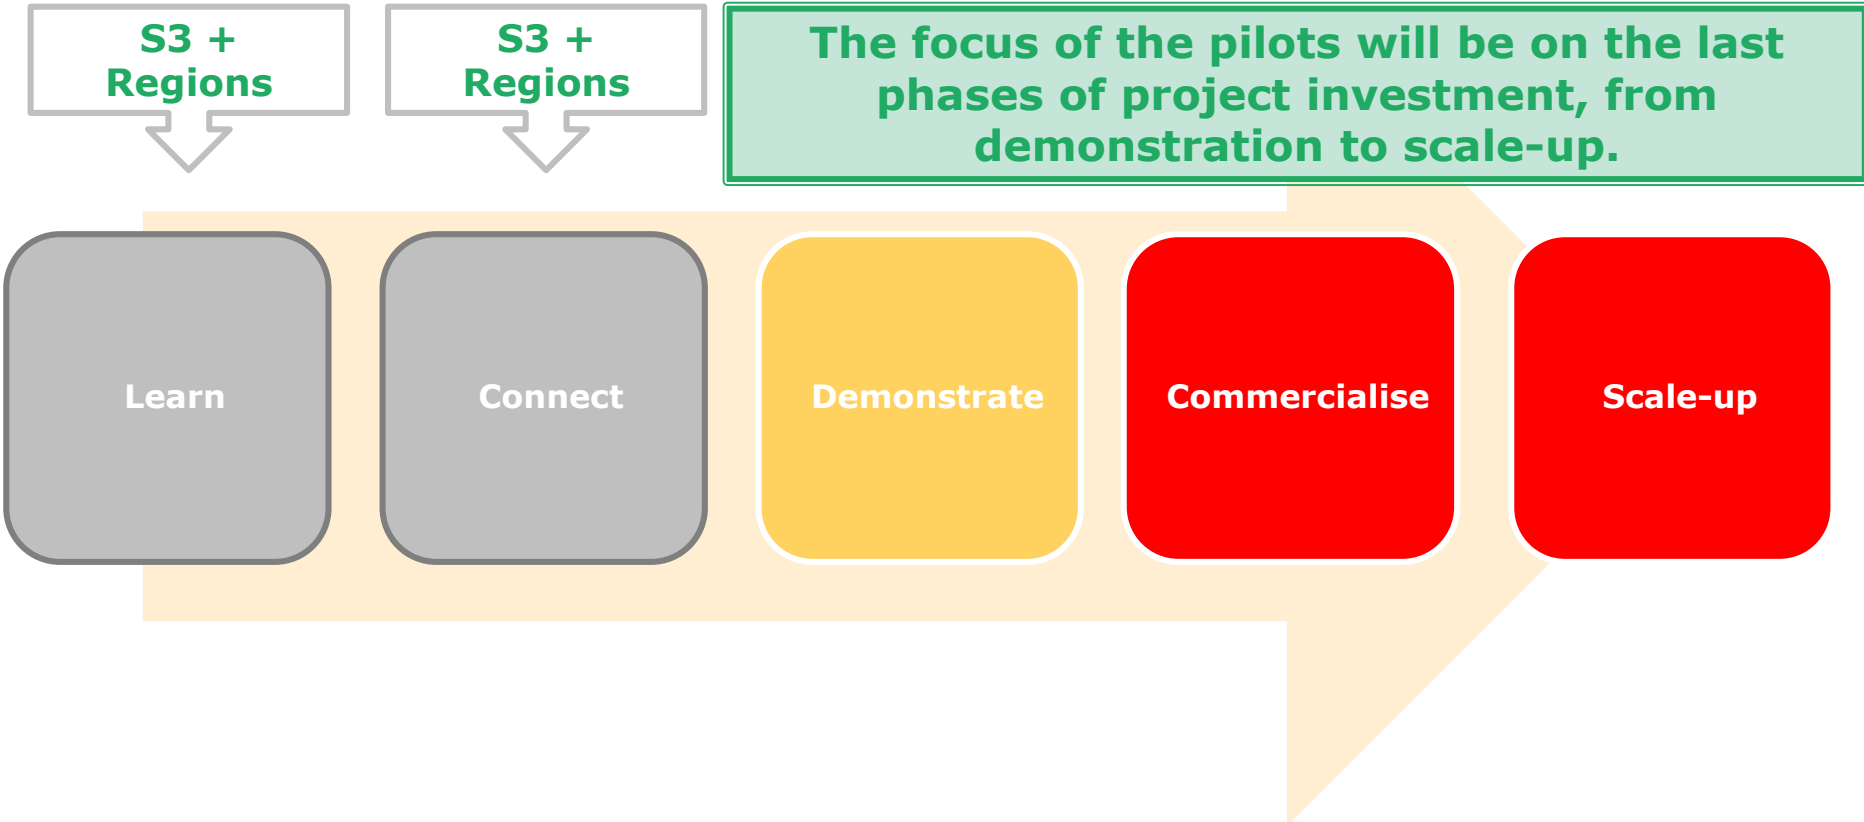 S3 +
Regions
S3 +
Regions
The focus of the pilots will be on the last
phases of project investment, from
demonstration to scale-up.
Learn
Connect
Demonstrate
Commercialise
Scale-up